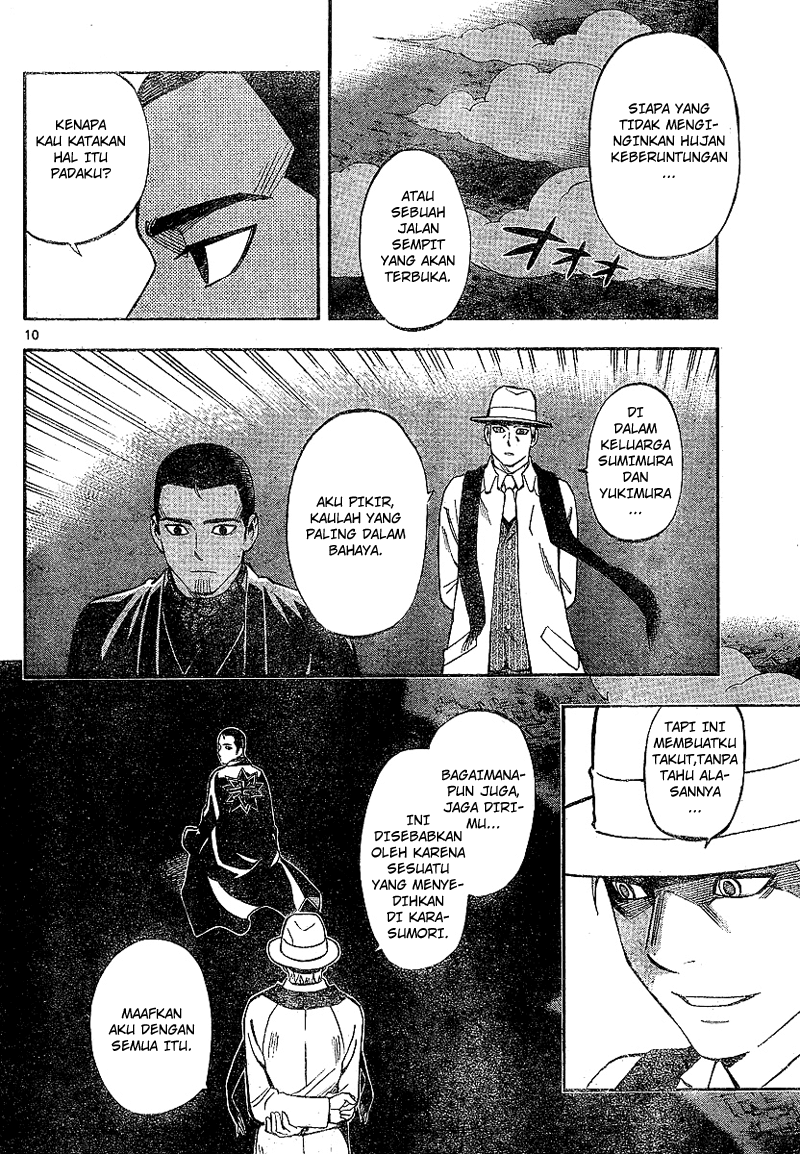 SIAPA YANG
TIDAK MENGI-
NGINKAN HUJAN
KEBERUNTUNGAN
...
ATAU
SEBUAH
JALAN
SEMPIT
YANG AKAN
TERBUKA.
オオオ
KENAPA
KAU KATAKAN
HAL ITU
PADAKU?
10
DI
DALAM
KELUARGA
SUMIMURA
DAN
YUKIMURA
...
AKU PIKIR,
KAULAH YANG
PALING DALAM
BAHAYA.
TAPI INI
MEMBUATKU
TAKUT,TANPA
TAHU ALA-
SANNYA
...
BAGAIMANA-
PUN JUGA,
JAGA DIRI-
MU...
INI
DISEBABKAN
OLEH KARENA
SESUATU
YANG MENYE-
DIHKAN
DI KARA-
SUMORI.
MAAFKAN
AKU DENGAN
SEMUA ITU.